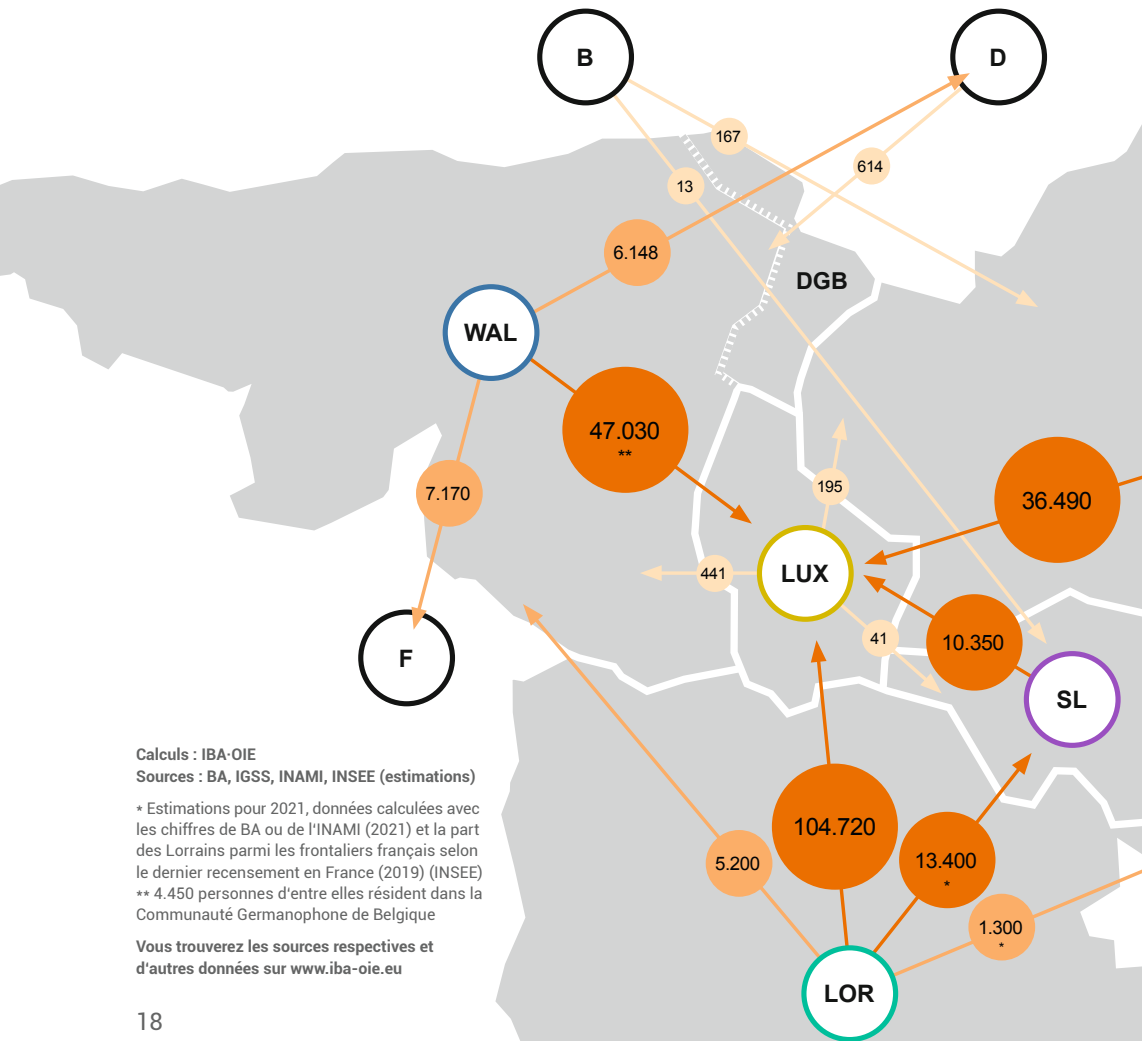 B
D
167
614
13
6.148
DGB
WAL
47.030
**
195
36.490
7.170
441
LUX
41
10.350
F
SL
Calculs : IBA·OIE
Sources : BA, IGSS, INAMI, INSEE (estimations)
* Estimations pour 2021, données calculées avec
les chiffres de BA ou de l'INAMI (2021) et la part
des Lorrains parmi les frontaliers français selon
le dernier recensement en France (2019) (INSEE)
** 4.450 personnes d'entre elles résident dans la
Communauté Germanophone de Belgique
Vous trouverez les sources respectives et
d'autres données sur www.iba-oie.eu
104.720
5.200
13.400
*
1.300
*
LOR
18